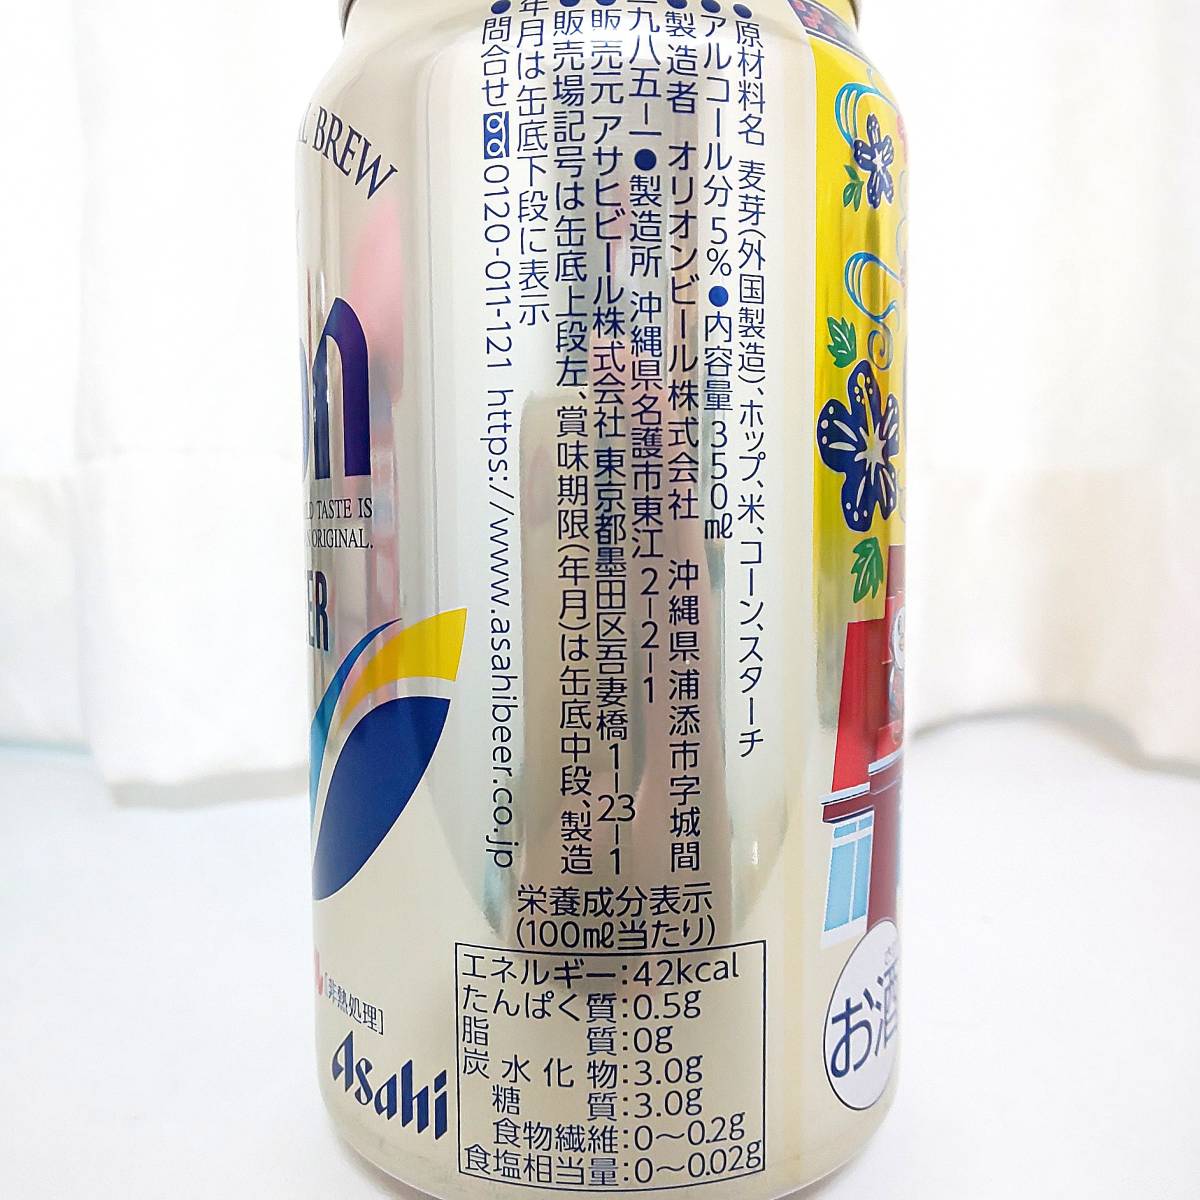 ●原材料名 麦芽(外国製造)、ホップ、米、コーン、スターチ
●アルコール分5%●内容量350㎖
●製造者 オリオンビール株式会社 沖縄県浦添市字城間
一九八五-一●製造所 沖縄県名護市東江2-2-1
●販売元 アサヒビール株式会社 東京都墨田区吾妻橋1-23-1
●販売場記号は缶底上段左、賞味期限(年月)は缶底中段、製造
年月は缶底下段に表示
●問合せ 0120-011-121 https://www.asahibeer.co.jp
栄養成分表示
(100㎖当たり)
エネルギー:42kcal
たんぱく質:0.5g
脂質:0g
炭水化物:3.0g
糖質:3.0g
食物繊維:0~0.2g
食塩相当量:0~0.02g
BREW
TASTE IS
ORIGINAL.
[非熱処理]
Asahi
お酒